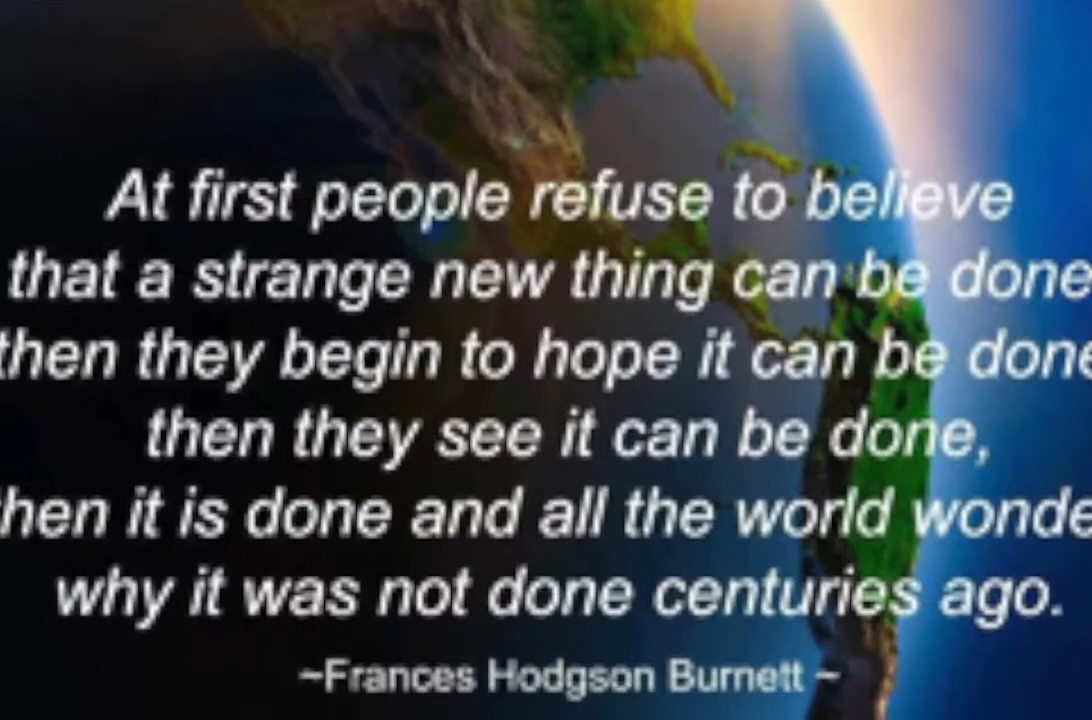 At first people refuse to believe
that a strange new thing can be done
then they begin to hope it can be done
then they see it can be done,
then it is done and all the world wonde
why it was not done centuries ago.
~Frances Hodgson Burnett ~